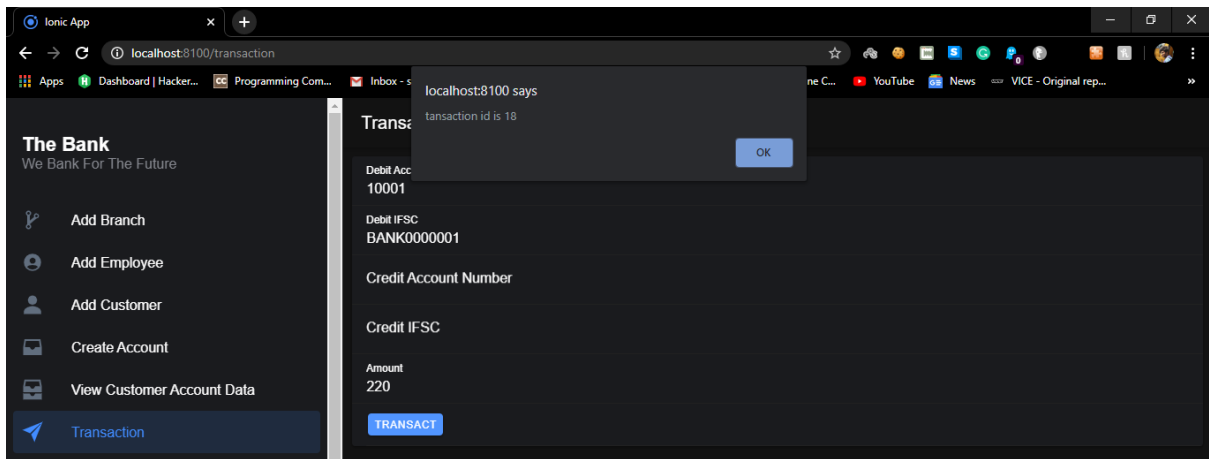 Ionic App
localhost:8100/transaction
Apps
Dashboard | Hacker...
Programming Com...
Inbox - s
ne C...
YouTube
News
VICE - Original rep...
localhost:8100 says
tansaction id is 18
OK
The Bank
We Bank For The Future
Add Branch
Add Employee
Add Customer
Create Account
View Customer Account Data
Transaction
Transa
Debit Acc
10001
Debit IFSC
BANK0000001
Credit Account Number
Credit IFSC
Amount
220
TRANSACT